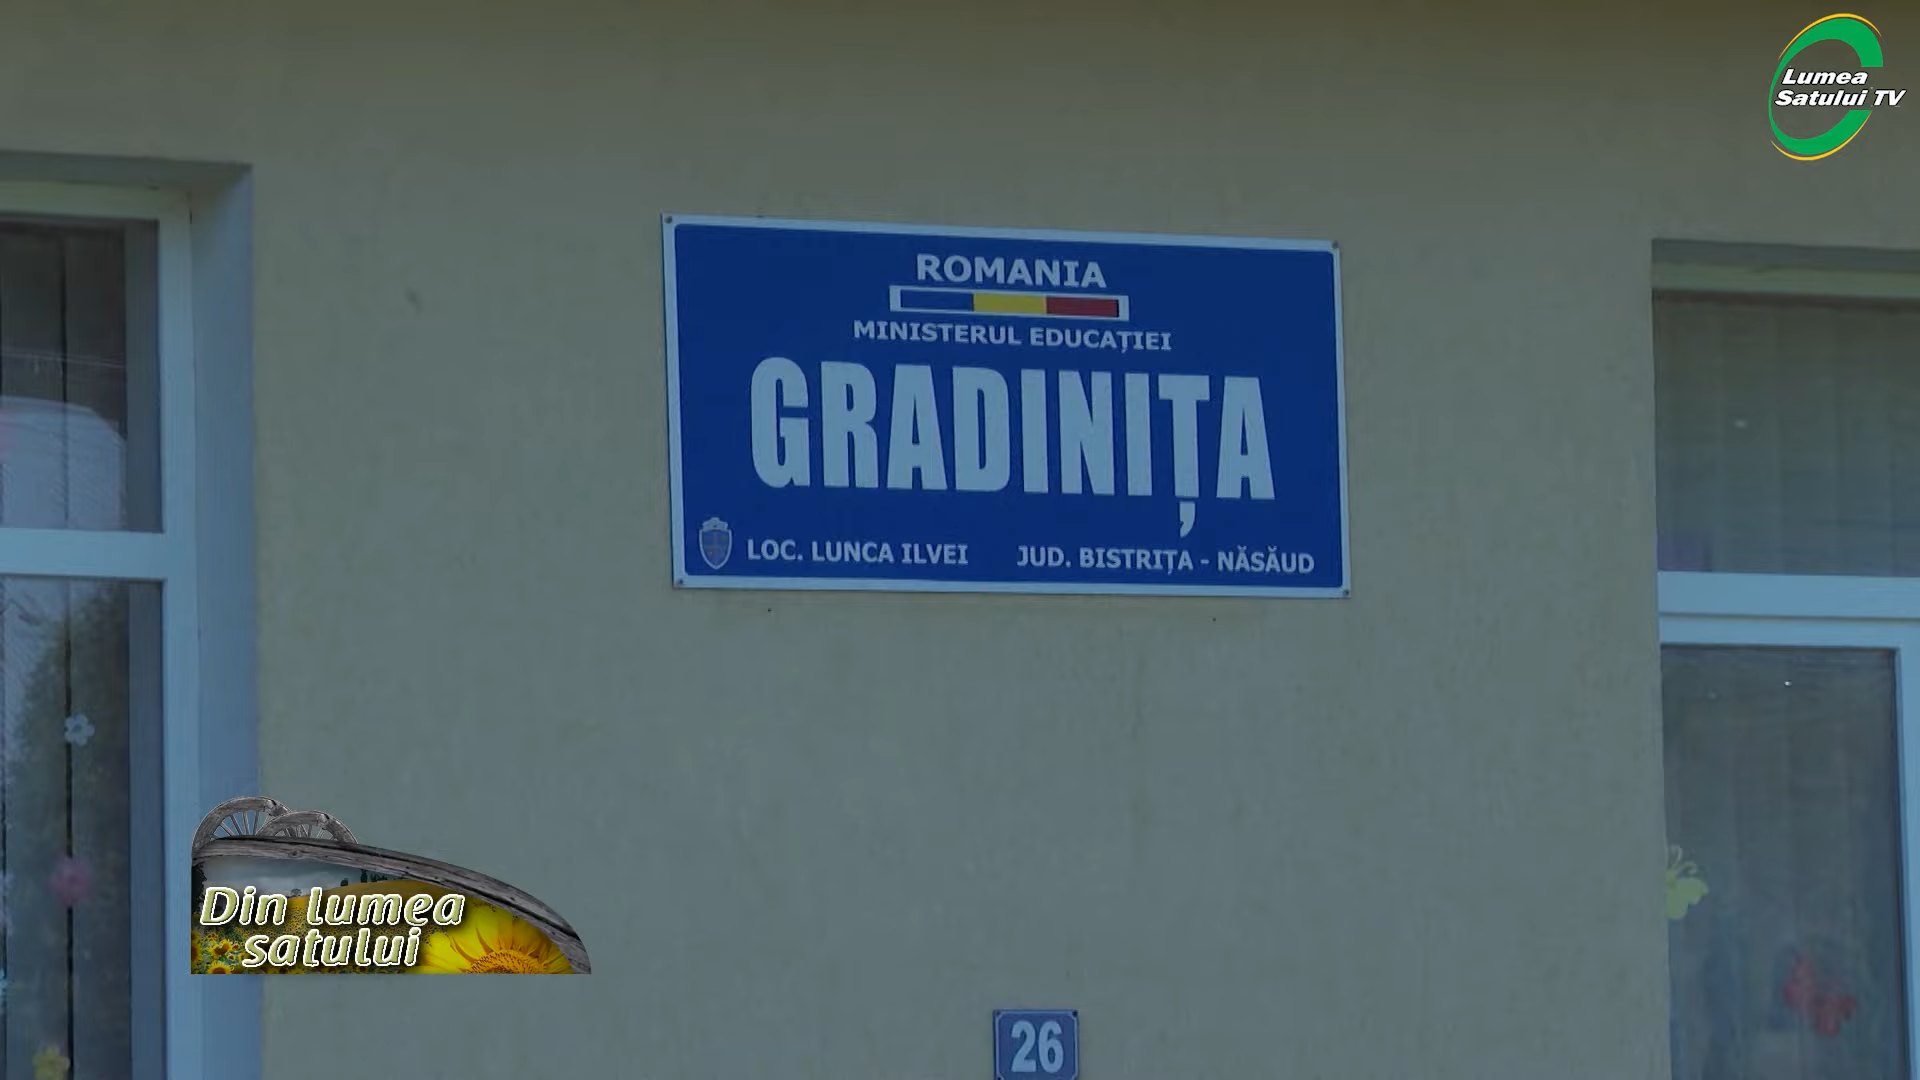 Lumea
Satului TV
ROMANIA
MINISTERUL EDUCAȚIEI
GRADINIȚA
LOC. LUNCA ILVEI JUD. BISTRIȚA - NĂSĂUD
Din lumea
satului
26